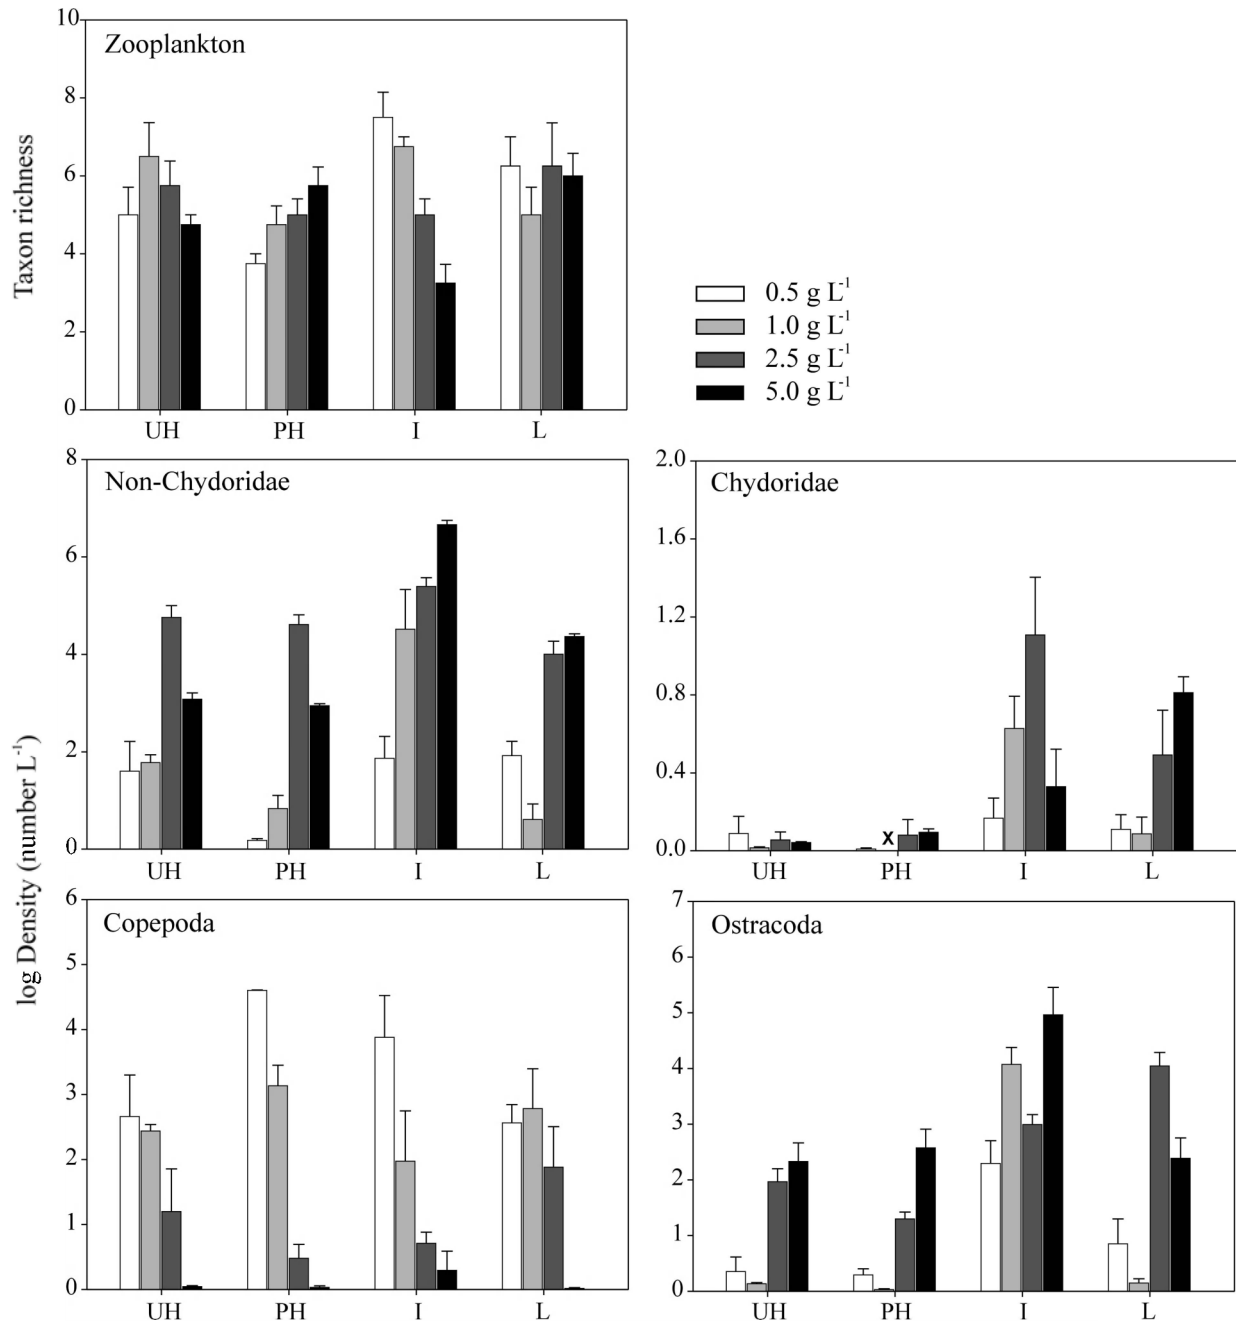 Zooplankton
10
8
6
4
2
0
Taxon richness
UH PH I L
0.5 g L-1
1.0 g L-1
2.5 g L-1
5.0 g L-1
Non-Chydoridae
8
6
4
2
0
UH PH I L
Chydoridae
2.0
1.6
1.2
0.8
0.4
0.0
X
UH PH I L
log Density (number L-1)
Copepoda
6
5
4
3
2
1
0
UH PH I L
Ostracoda
7
6
5
4
3
2
1
0
UH PH I L